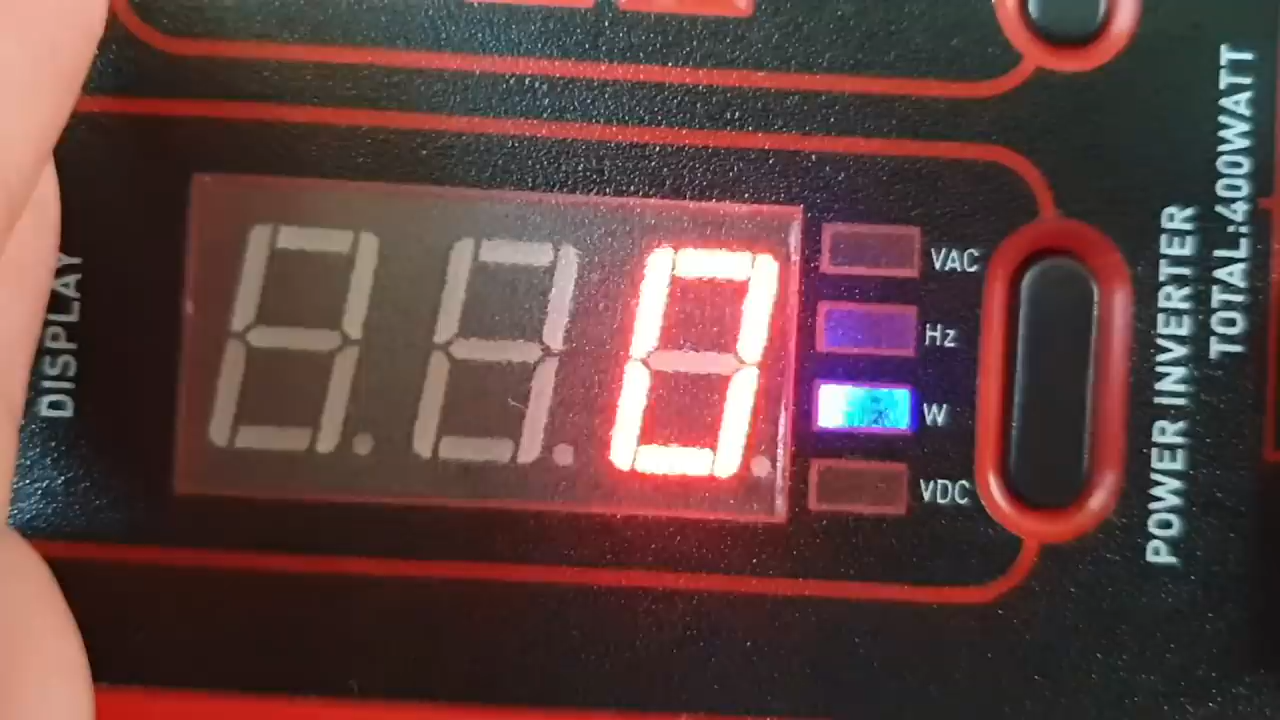 DISPLAY
0
VAC
Hz
W
VDC
POWER INVERTER
TOTAL:400WATT